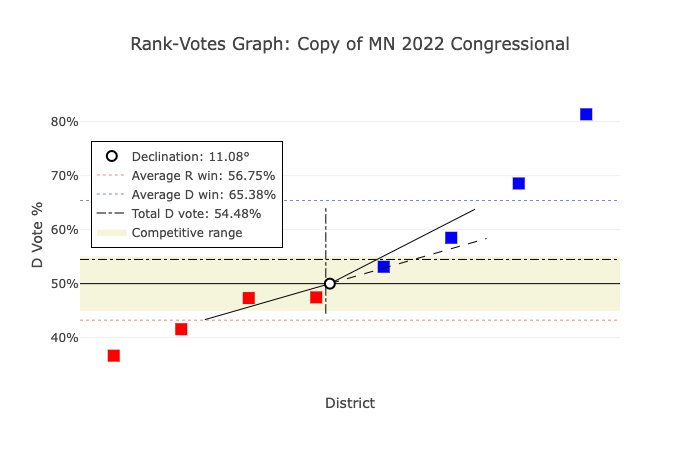 Rank-Votes Graph: Copy of MN 2022 Congressional
80%
70%
60%
50%
40%
D Vote %
Declination: 11.08°
Average R win: 56.75%
Average D win: 65.38%
Total D vote: 54.48%
Competitive range
District